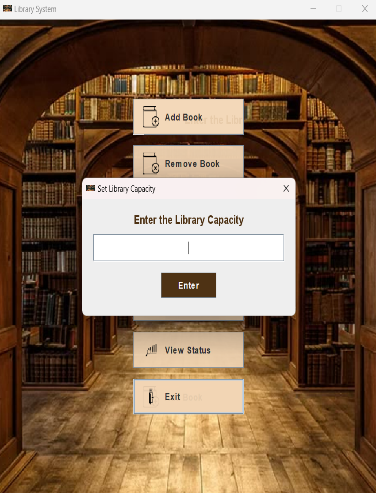 Library System
Add Book
Remove Book
Set Library Capacity
X
Enter the Library Capacity
Enter
View Status
Exit